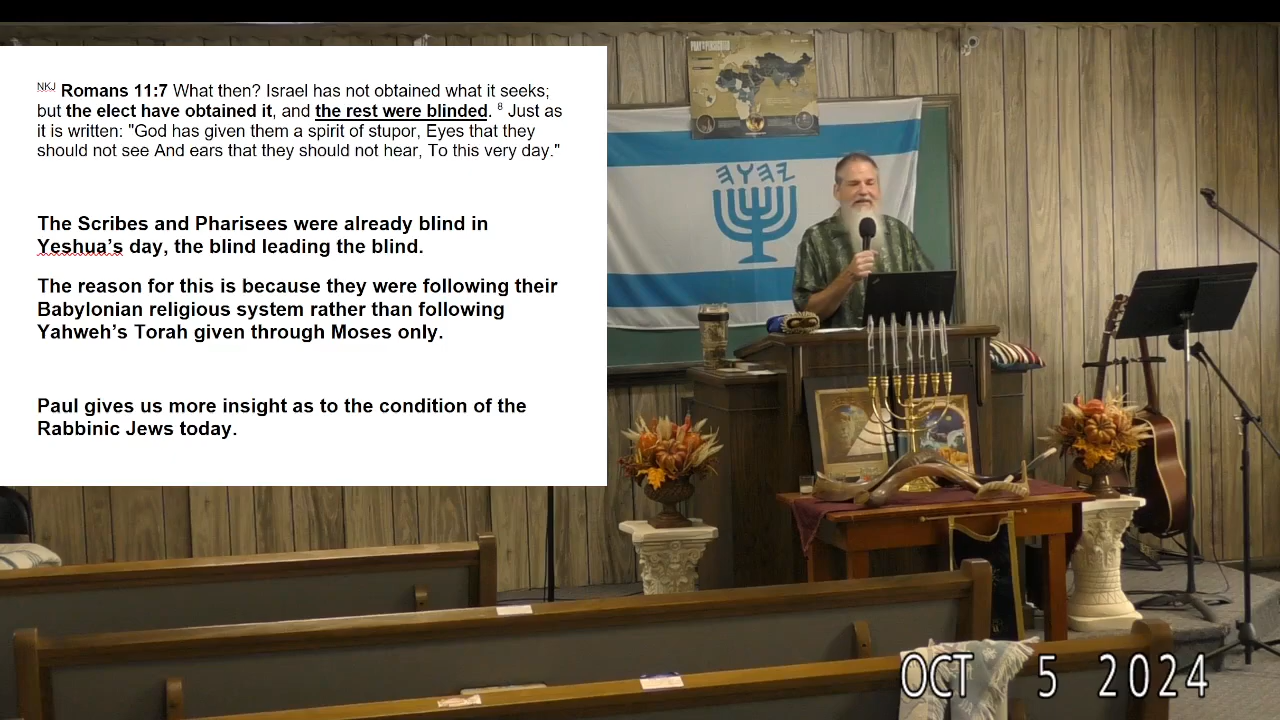 NKJ Romans 11:7 What then? Israel has not obtained what it seeks;
but the elect have obtained it, and the rest were blinded. 8 Just as
it is written: "God has given them a spirit of stupor, Eyes that they
should not see And ears that they should not hear, To this very day."
The Scribes and Pharisees were already blind in
Yeshua's day, the blind leading the blind.
The reason for this is because they were following their
Babylonian religious system rather than following
Yahweh's Torah given through Moses only.
Paul gives us more insight as to the condition of the
Rabbinic Jews today.
PRAY PERSECUTED
𐤉𐤄𐤅𐤄
OCT 5 2024